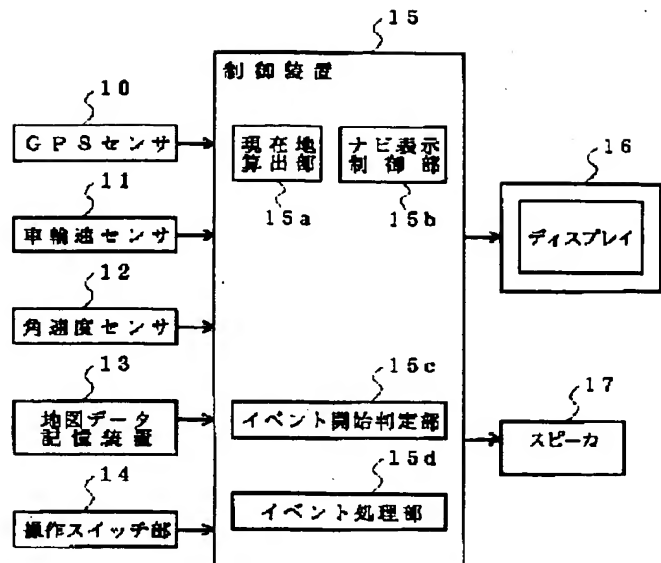 15
制御装置
10
GPSセンサ
現在地
算出部
15a
ナビ表示
制御部
15b
16
ディスプレイ
11
車輪速センサ
12
角速度センサ
13
地図データ
記憶装置
15c
イベント開始判定部
17
スピーカ
14
操作スイッチ部
15d
イベント処理部